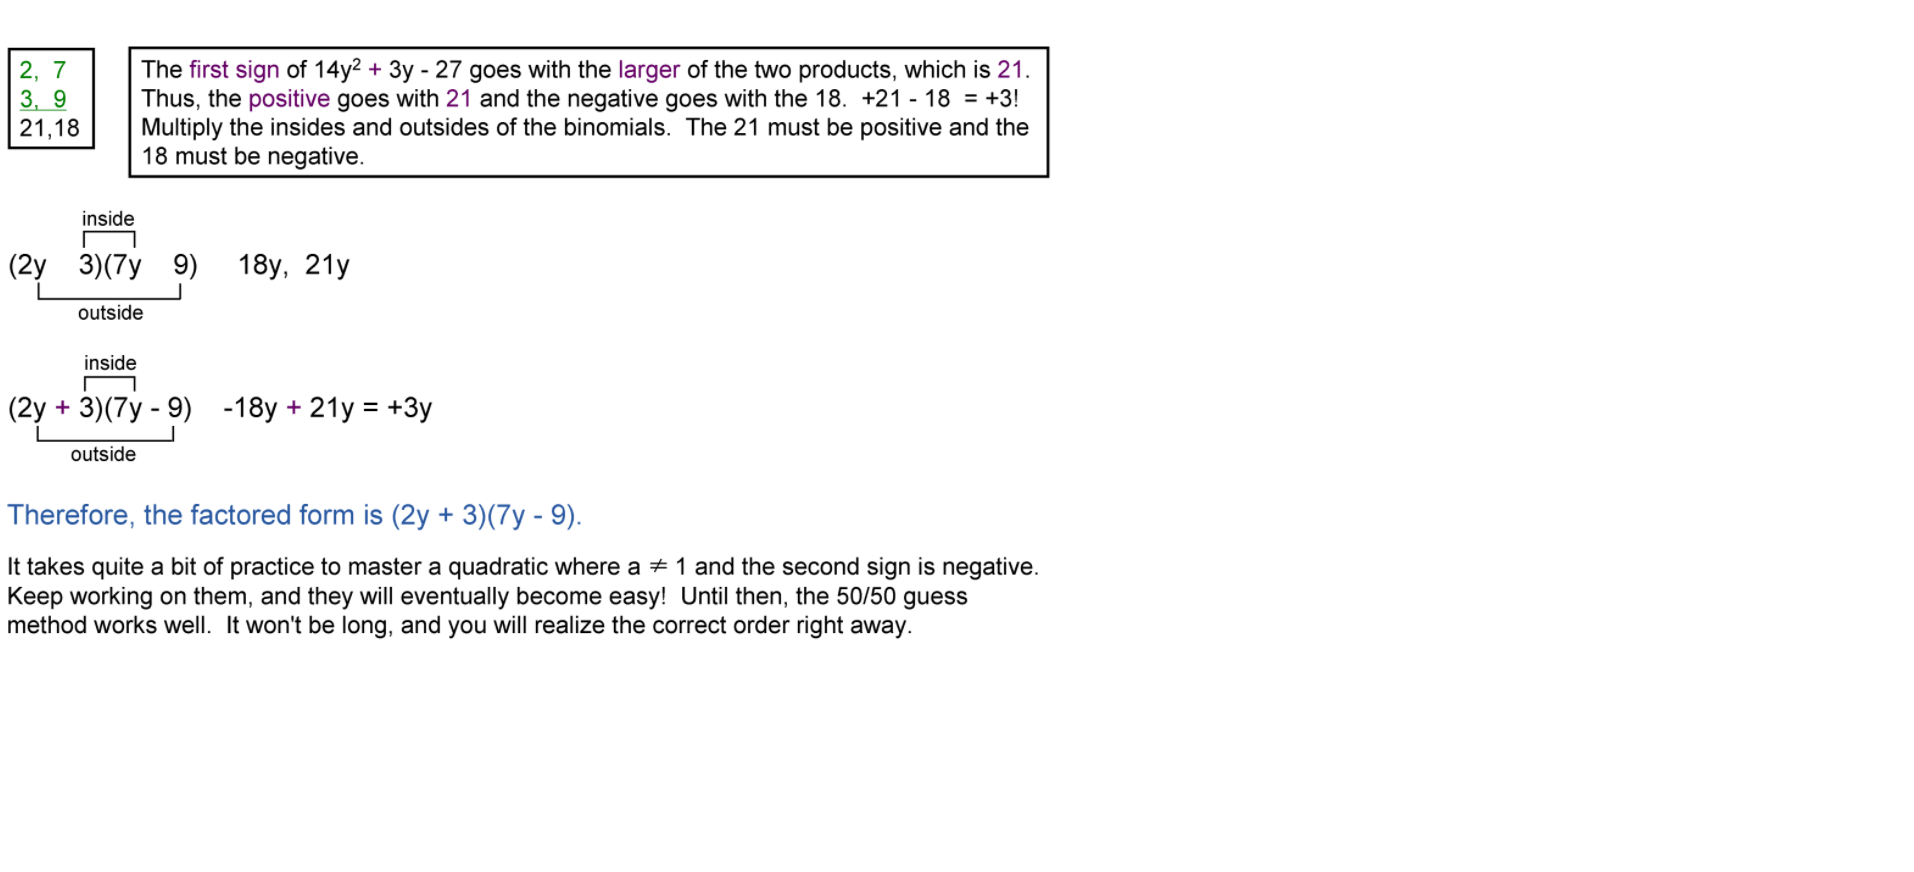 2, 7
3, 9
21,18
The first sign of 14y² + 3y - 27 goes with the larger of the two products, which is 21.
Thus, the positive goes with 21 and the negative goes with the 18. +21 - 18 = +3!
Multiply the insides and outsides of the binomials. The 21 must be positive and the
18 must be negative.
inside
(2y 3)(7y 9) 18y, 21y
outside
inside
(2y + 3)(7y - 9) -18y + 21y = +3y
outside
Therefore, the factored form is (2y + 3)(7y - 9).
It takes quite a bit of practice to master a quadratic where a ≠ 1 and the second sign is negative.
Keep working on them, and they will eventually become easy! Until then, the 50/50 guess
method works well. It won't be long, and you will realize the correct order right away.